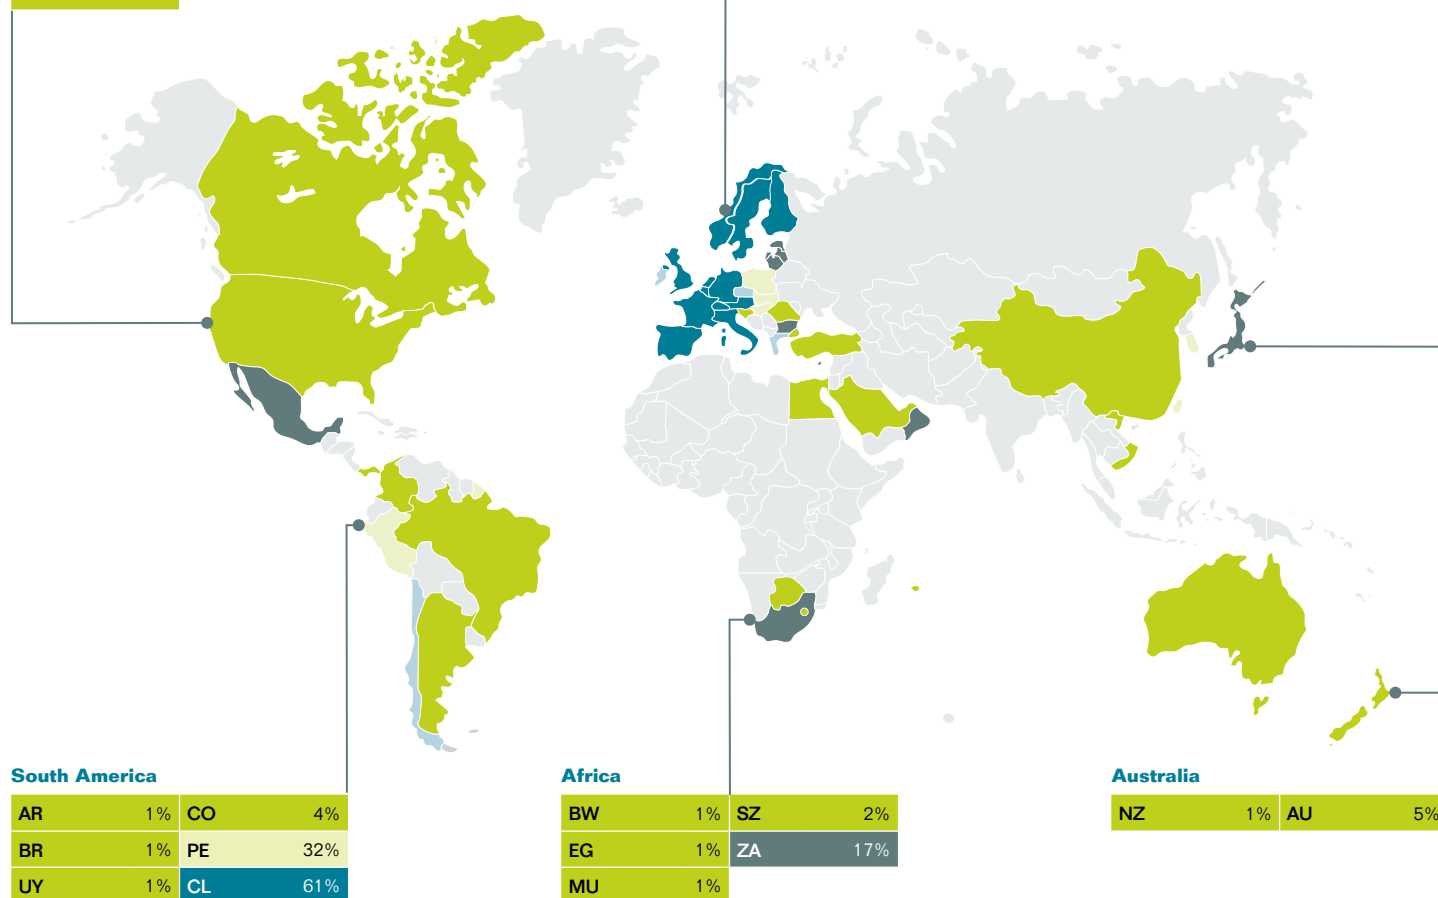 South America
AR 1% CO 4%
BR 1% PE 32%
UY 1% CL 61%
Africa
BW 1% SZ 2%
EG 1% ZA 17%
MU 1%
Australia
NZ 1% AU 5%